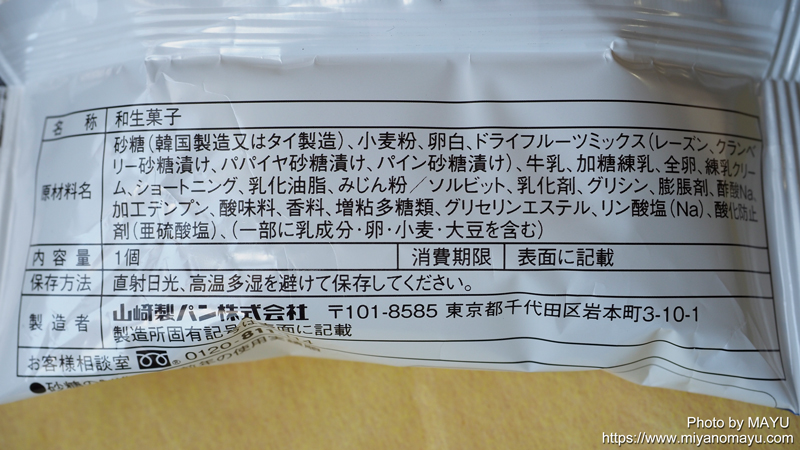 名称 和生菓子
原材料名 砂糖(韓国製造又はタイ製造)、小麦粉、卵白、ドライフルーツミックス(レーズン、クランベ
リー砂糖漬け、パパイヤ砂糖漬け、パイン砂糖漬け)、牛乳、加糖練乳、全卵、練乳クリー
ム、ショートニング、乳化油脂、みじん粉/ソルビット、乳化剤、グリシン、膨脹剤、酢酸Na、
加工デンプン、酸味料、香料、増粘多糖類、グリセリンエステル、リン酸塩(Na)、酸化防止
剤(亜硫酸塩)、(一部に乳成分・卵・小麦・大豆を含む)
内容量 1個 消費期限 表面に記載
保存方法 直射日光、高温多湿を避けて保存してください。
製造者 山崎製パン株式会社 〒101-8585 東京都千代田区岩本町3-10-1
製造所固有記号 表面に記載
お客様相談室 0120-81
●砂糖の 年の使用実
Photo by MAYU
https://www.miyanomayu.com/